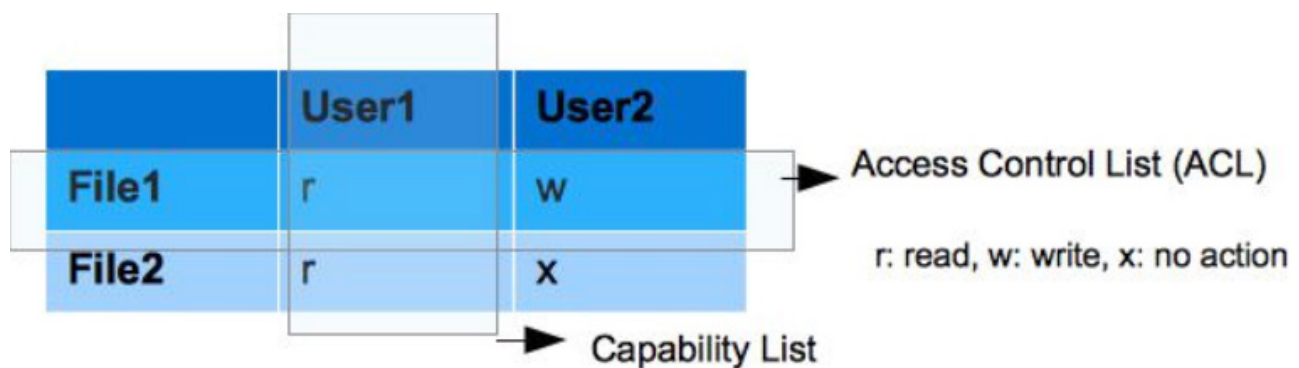 User1 User2
File1 r w
Access Control List (ACL)
r: read, w: write, x: no action
File2 r x
Capability List